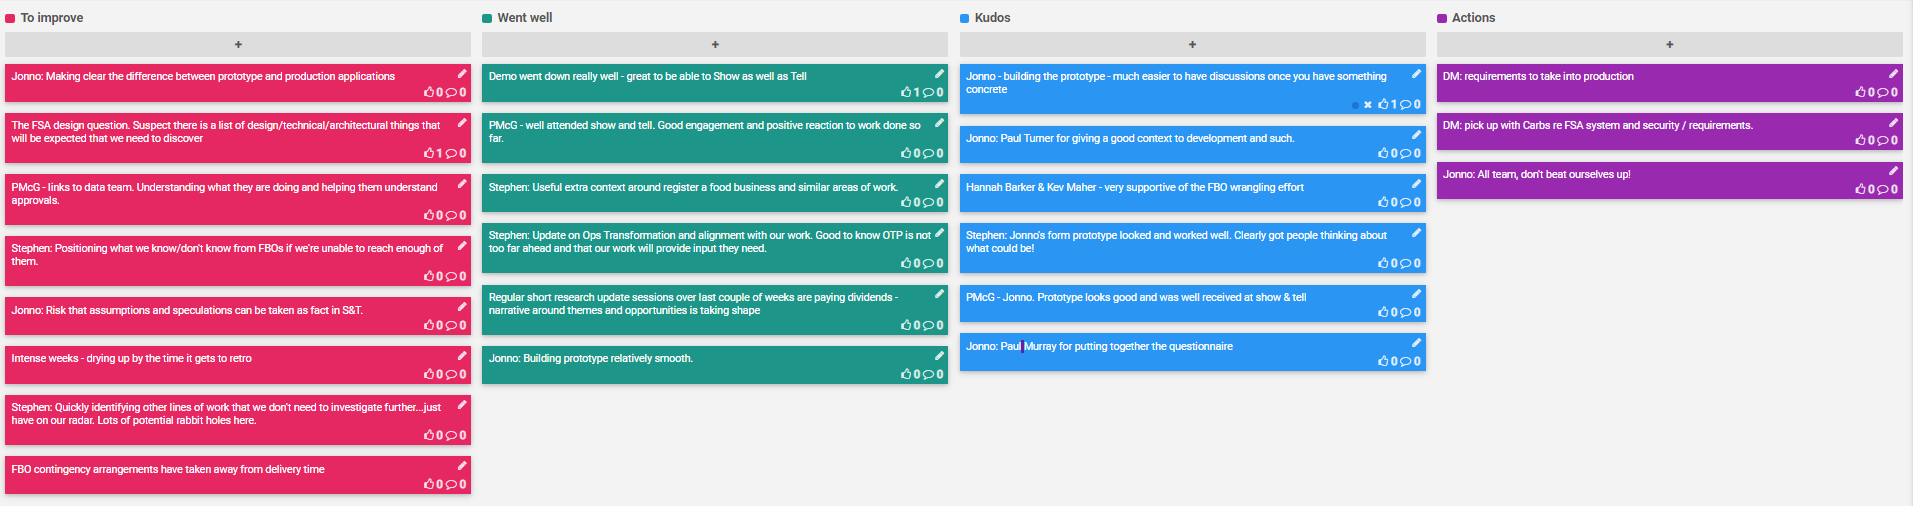 To improve
+
Jonno: Making clear the difference between prototype and production applications
0 0
The FSA design question. Suspect there is a list of design/technical/architectural things that
will be expected that we need to discover
1 0
PMcG - links to data team. Understanding what they are doing and helping them understand
approvals.
0 0
Stephen: Positioning what we know/don't know from FBOs if we're unable to reach enough of
them.
0 0
Jonno: Risk that assumptions and speculations can be taken as fact in S&T.
0 0
Intense weeks - drying up by the time it gets to retro
0 0
Stephen: Quickly identifying other lines of work that we don't need to investigate further...just
have on our radar. Lots of potential rabbit holes here.
0 0
FBO contingency arrangements have taken away from delivery time
0 0
Went well
+
Demo went down really well - great to be able to Show as well as Tell
1 0
PMcG - well attended show and tell. Good engagement and positive reaction to work done so
far.
0 0
Stephen: Useful extra context around register a food business and similar areas of work.
0 0
Stephen: Update on Ops Transformation and alignment with our work. Good to know OTP is not
too far ahead and that our work will provide input they need.
0 0
Regular short research update sessions over last couple of weeks are paying dividends -
narrative around themes and opportunities is taking shape
0 0
Jonno: Building prototype relatively smooth.
0 0
Kudos
+
Jonno - building the prototype - much easier to have discussions once you have something
concrete
1 0
Jonno: Paul Turner for giving a good context to development and such.
0 0
Hannah Barker & Kev Maher - very supportive of the FBO wrangling effort
0 0
Stephen: Jonno's form prototype looked and worked well. Clearly got people thinking about
what could be!
0 0
PMcG - Jonno. Prototype looks good and was well received at show & tell
0 0
Jonno: Paul Murray for putting together the questionnaire
0 0
Actions
+
DM: requirements to take into production
0 0
DM: pick up with Carbs re FSA system and security / requirements.
0 0
Jonno: All team, don't beat ourselves up!
0 0